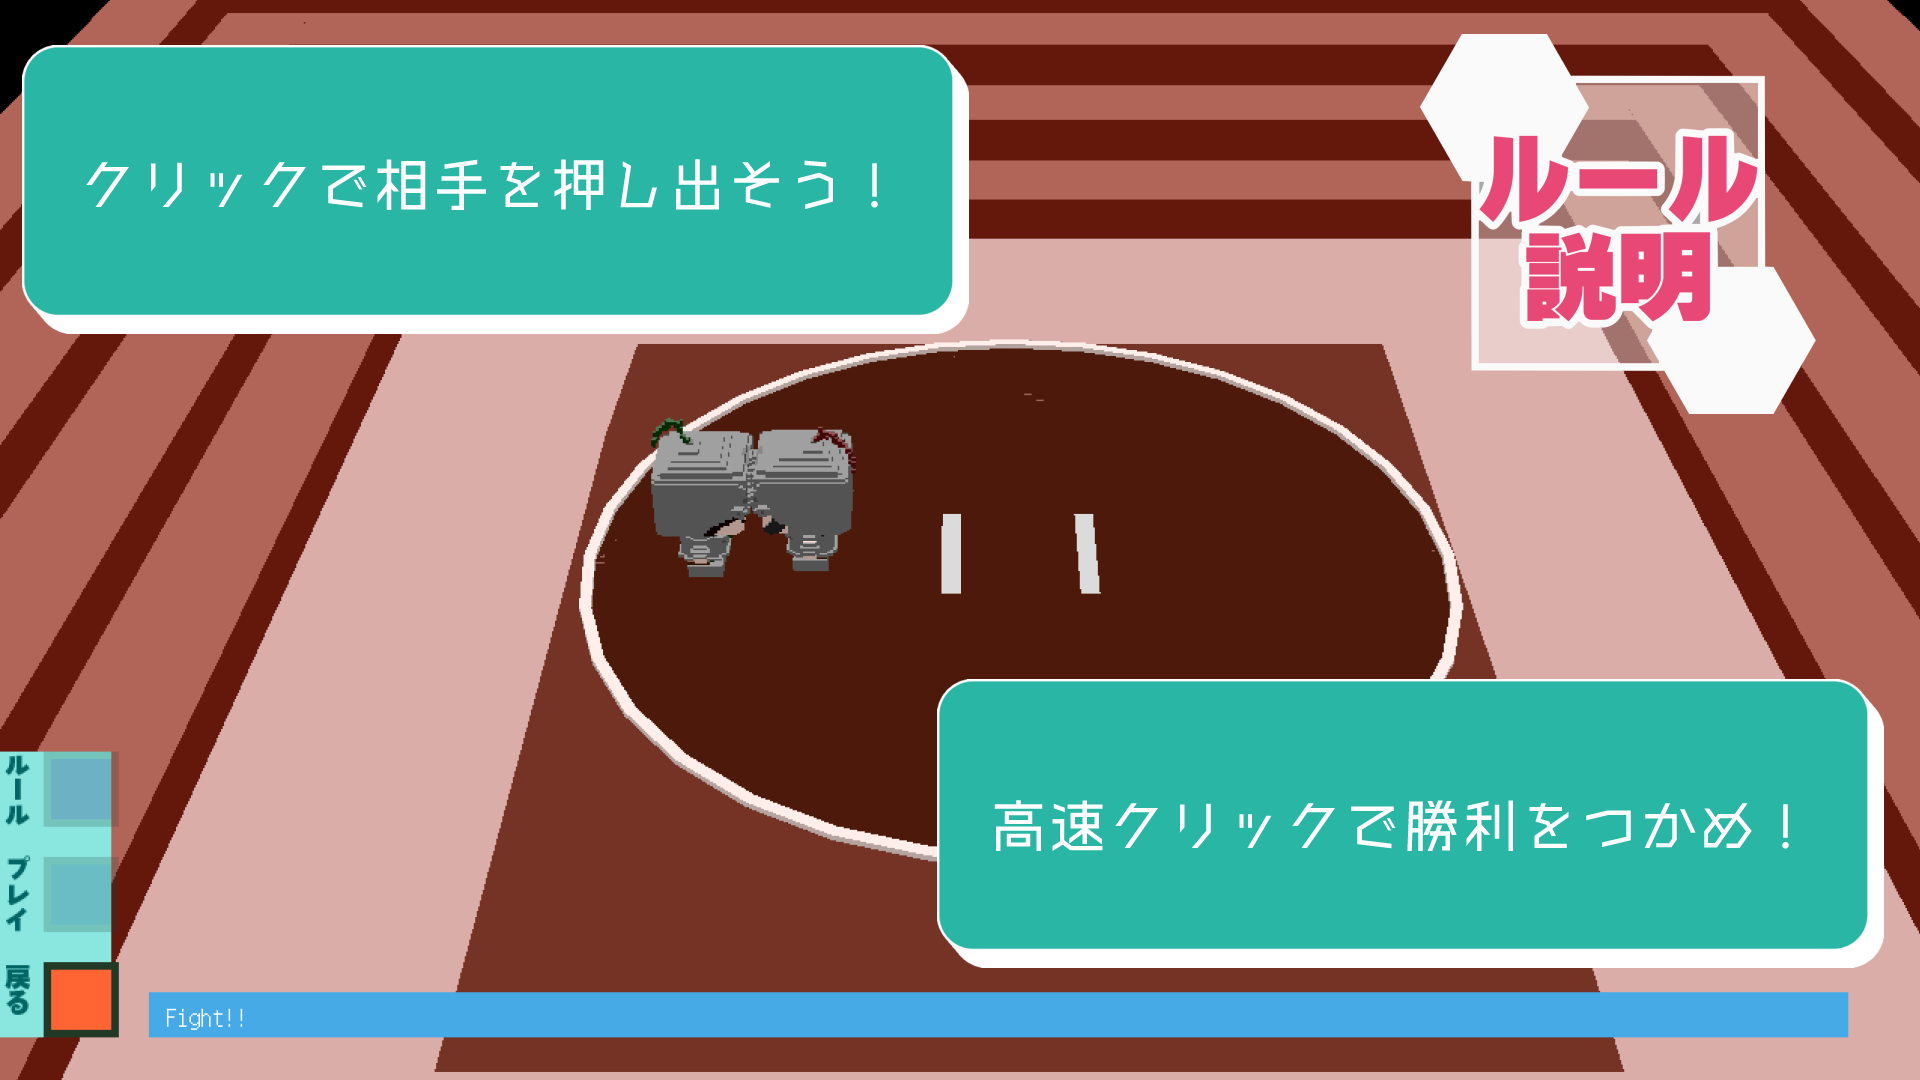 クリックで相手を押し出そう！
ルール
説明
高速クリックで勝利をつかめ！
ルール
プレイ
戻る
Fight!!